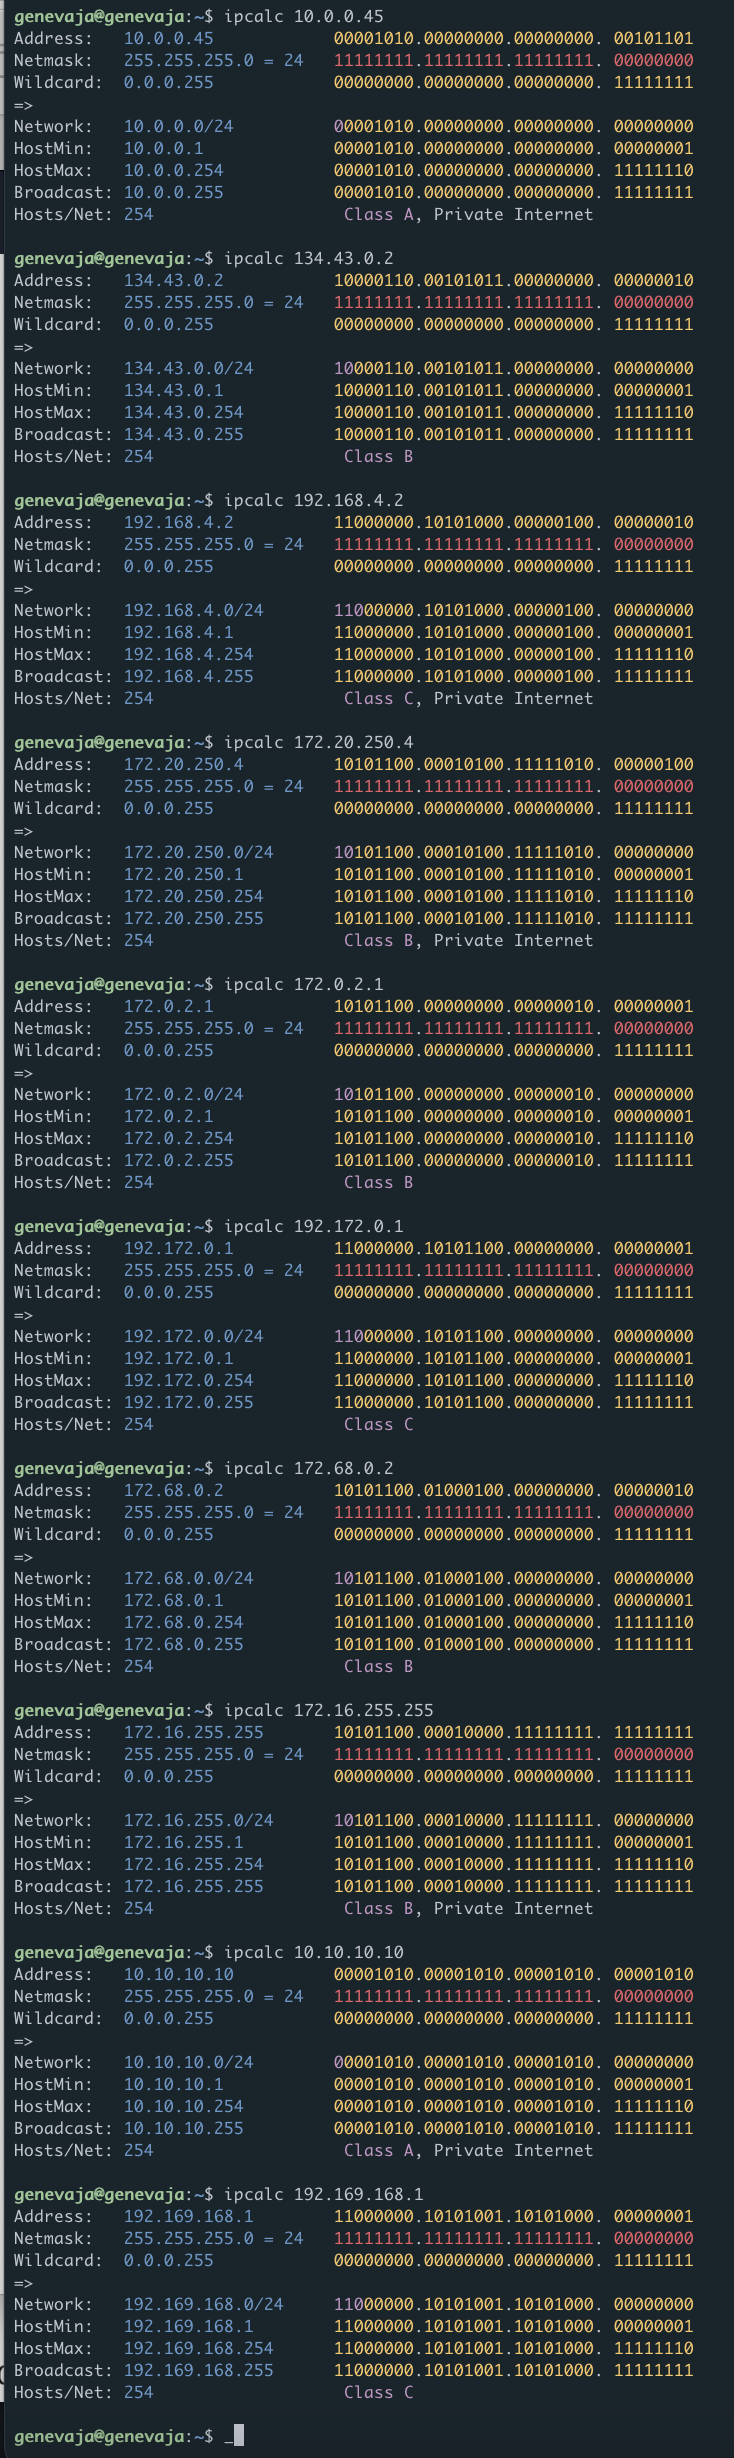 genevaja@genevaja:~$ ipcalc 10.0.0.45
Address:   10.0.0.45            00001010.00000000.00000000. 00101101
Netmask:   255.255.255.0 = 24   11111111.11111111.11111111. 00000000
Wildcard:  0.0.0.255            00000000.00000000.00000000. 11111111
=>
Network:   10.0.0.0/24          00001010.00000000.00000000. 00000000
HostMin:   10.0.0.1             00001010.00000000.00000000. 00000001
HostMax:   10.0.0.254           00001010.00000000.00000000. 11111110
Broadcast: 10.0.0.255           00001010.00000000.00000000. 11111111
Hosts/Net: 254                   Class A, Private Internet
genevaja@genevaja:~$ ipcalc 134.43.0.2
Address:   134.43.0.2           10000110.00101011.00000000. 00000010
Netmask:   255.255.255.0 = 24   11111111.11111111.11111111. 00000000
Wildcard:  0.0.0.255            00000000.00000000.00000000. 11111111
=>
Network:   134.43.0.0/24        10000110.00101011.00000000. 00000000
HostMin:   134.43.0.1           10000110.00101011.00000000. 00000001
HostMax:   134.43.0.254         10000110.00101011.00000000. 11111110
Broadcast: 134.43.0.255         10000110.00101011.00000000. 11111111
Hosts/Net: 254                   Class B
genevaja@genevaja:~$ ipcalc 192.168.4.2
Address:   192.168.4.2          11000000.10101000.00000100. 00000010
Netmask:   255.255.255.0 = 24   11111111.11111111.11111111. 00000000
Wildcard:  0.0.0.255            00000000.00000000.00000000. 11111111
=>
Network:   192.168.4.0/24       11000000.10101000.00000100. 00000000
HostMin:   192.168.4.1          11000000.10101000.00000100. 00000001
HostMax:   192.168.4.254        11000000.10101000.00000100. 11111110
Broadcast: 192.168.4.255        11000000.10101000.00000100. 11111111
Hosts/Net: 254                   Class C, Private Internet
genevaja@genevaja:~$ ipcalc 172.20.250.4
Address:   172.20.250.4         10101100.00010100.11111010. 00000100
Netmask:   255.255.255.0 = 24   11111111.11111111.11111111. 00000000
Wildcard:  0.0.0.255            00000000.00000000.00000000. 11111111
=>
Network:   172.20.250.0/24      10101100.00010100.11111010. 00000000
HostMin:   172.20.250.1         10101100.00010100.11111010. 00000001
HostMax:   172.20.250.254       10101100.00010100.11111010. 11111110
Broadcast: 172.20.250.255       10101100.00010100.11111010. 11111111
Hosts/Net: 254                   Class B, Private Internet
genevaja@genevaja:~$ ipcalc 172.0.2.1
Address:   172.0.2.1            10101100.00000000.00000010. 00000001
Netmask:   255.255.255.0 = 24   11111111.11111111.11111111. 00000000
Wildcard:  0.0.0.255            00000000.00000000.00000000. 11111111
=>
Network:   172.0.2.0/24         10101100.00000000.00000010. 00000000
HostMin:   172.0.2.1            10101100.00000000.00000010. 00000001
HostMax:   172.0.2.254          10101100.00000000.00000010. 11111110
Broadcast: 172.0.2.255          10101100.00000000.00000010. 11111111
Hosts/Net: 254                   Class B
genevaja@genevaja:~$ ipcalc 192.172.0.1
Address:   192.172.0.1          11000000.10101100.00000000. 00000001
Netmask:   255.255.255.0 = 24   11111111.11111111.11111111. 00000000
Wildcard:  0.0.0.255            00000000.00000000.00000000. 11111111
=>
Network:   192.172.0.0/24       11000000.10101100.00000000. 00000000
HostMin:   192.172.0.1          11000000.10101100.00000000. 00000001
HostMax:   192.172.0.254        11000000.10101100.00000000. 11111110
Broadcast: 192.172.0.255        11000000.10101100.00000000. 11111111
Hosts/Net: 254                   Class C
genevaja@genevaja:~$ ipcalc 172.68.0.2
Address:   172.68.0.2           10101100.01000100.00000000. 00000010
Netmask:   255.255.255.0 = 24   11111111.11111111.11111111. 00000000
Wildcard:  0.0.0.255            00000000.00000000.00000000. 11111111
=>
Network:   172.68.0.0/24        10101100.01000100.00000000. 00000000
HostMin:   172.68.0.1           10101100.01000100.00000000. 00000001
HostMax:   172.68.0.254         10101100.01000100.00000000. 11111110
Broadcast: 172.68.0.255         10101100.01000100.00000000. 11111111
Hosts/Net: 254                   Class B
genevaja@genevaja:~$ ipcalc 172.16.255.255
Address:   172.16.255.255       10101100.00010000.11111111. 11111111
Netmask:   255.255.255.0 = 24   11111111.11111111.11111111. 00000000
Wildcard:  0.0.0.255            00000000.00000000.00000000. 11111111
=>
Network:   172.16.255.0/24      10101100.00010000.11111111. 00000000
HostMin:   172.16.255.1         10101100.00010000.11111111. 00000001
HostMax:   172.16.255.254       10101100.00010000.11111111. 11111110
Broadcast: 172.16.255.255       10101100.00010000.11111111. 11111111
Hosts/Net: 254                   Class B, Private Internet
genevaja@genevaja:~$ ipcalc 10.10.10.10
Address:   10.10.10.10          00001010.00001010.00001010. 00001010
Netmask:   255.255.255.0 = 24   11111111.11111111.11111111. 00000000
Wildcard:  0.0.0.255            00000000.00000000.00000000. 11111111
=>
Network:   10.10.10.0/24        00001010.00001010.00001010. 00000000
HostMin:   10.10.10.1           00001010.00001010.00001010. 00000001
HostMax:   10.10.10.254         00001010.00001010.00001010. 11111110
Broadcast: 10.10.10.255         00001010.00001010.00001010. 11111111
Hosts/Net: 254                   Class A, Private Internet
genevaja@genevaja:~$ ipcalc 192.169.168.1
Address:   192.169.168.1        11000000.10101001.10101000. 00000001
Netmask:   255.255.255.0 = 24   11111111.11111111.11111111. 00000000
Wildcard:  0.0.0.255            00000000.00000000.00000000. 11111111
=>
Network:   192.169.168.0/24     11000000.10101001.10101000. 00000000
HostMin:   192.169.168.1        11000000.10101001.10101000. 00000001
HostMax:   192.169.168.254      11000000.10101001.10101000. 11111110
Broadcast: 192.169.168.255      11000000.10101001.10101000. 11111111
Hosts/Net: 254                   Class C
genevaja@genevaja:~$ _